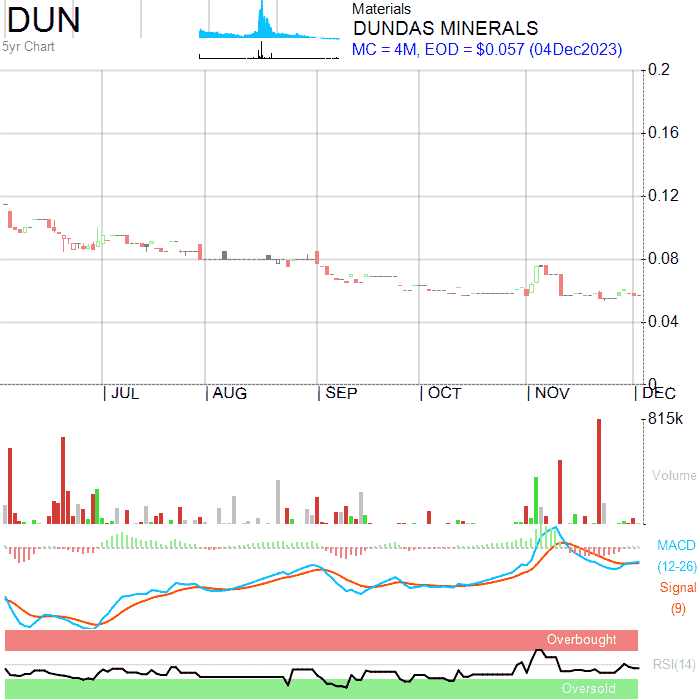 DUN
5yr Chart
Materials
DUNDAS MINERALS
MC = 4M, EOD = $0.057 (04Dec2023)
0.2
0.16
0.12
0.08
0.04
0
JUL AUG SEP OCT NOV DEC
815k
Volume
MACD
(12-26)
Signal
(9)
Overbought
RSI(14)
Oversold